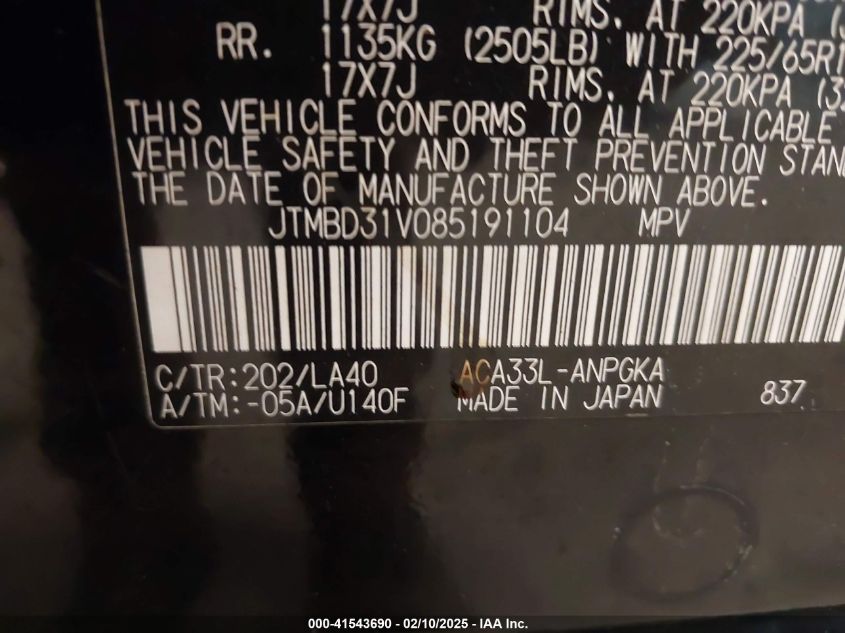 17X7J RIMS. AT 220KPA
RR. 1135KG (2505LB) WITH 225/65R1
17X7J RIMS. AT 220KPA
THIS VEHICLE CONFORMS TO ALL APPLICABLE
VEHICLE SAFETY AND THEFT PREVENTION STAN
THE DATE OF MANUFACTURE SHOWN ABOVE.
JTMBD31V085191104 MPV
C/TR:202/LA40 ACA33L-ANPGKA
A/TM:-05A/U140F MADE IN JAPAN 837
000-41543690 - 02/10/2025 - IAA Inc.